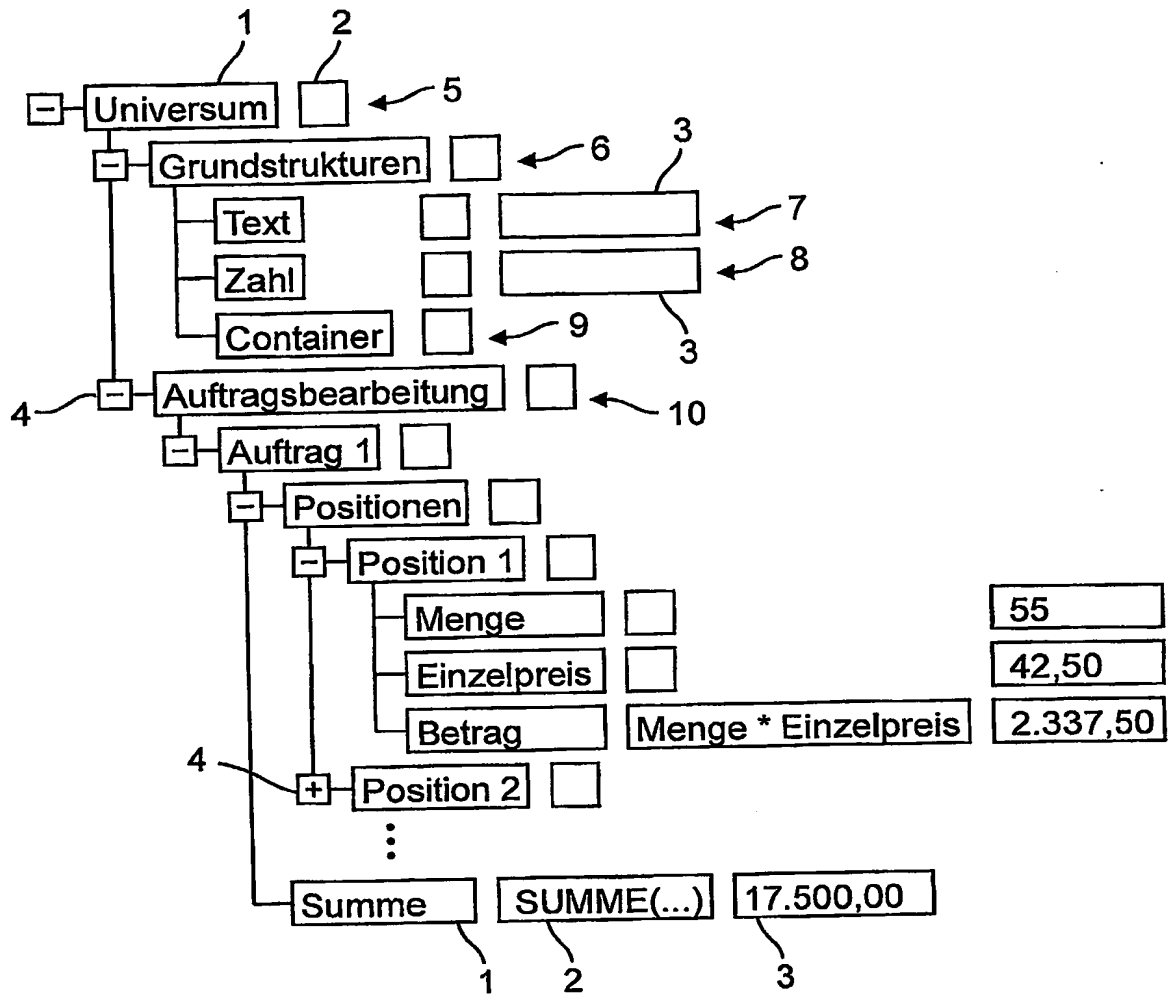 1 2
− Universum 5
3
− Grundstrukturen 6
Text 7
Zahl 8
Container 9 3
4 − Auftragsbearbeitung 10
− Auftrag 1
− Positionen
− Position 1
Menge 55
Einzelpreis 42,50
Betrag Menge * Einzelpreis 2.337,50
4
+ Position 2
⋮
Summe SUMME(...) 17.500,00
1 2 3